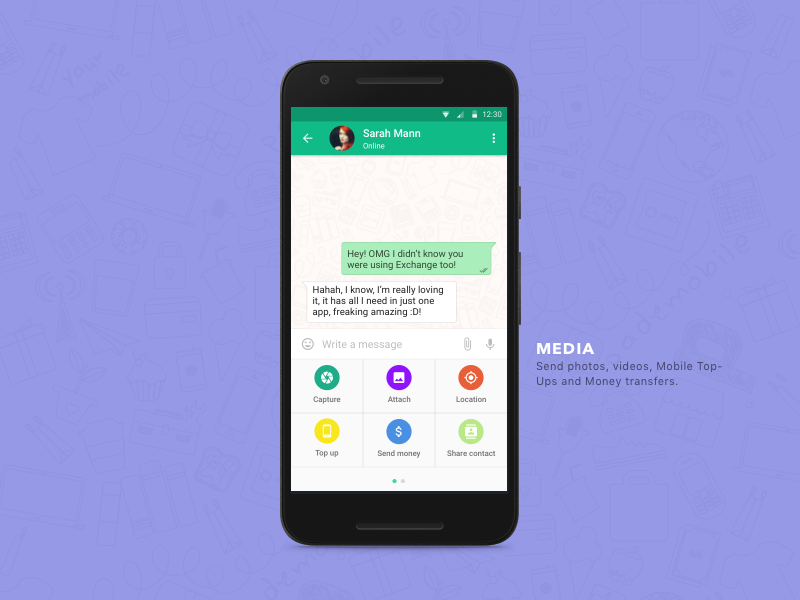 12:30
Sarah Mann
Online
Hey! OMG I didn't know you
were using Exchange too!
Hahah, I know, I'm really loving
it, it has all I need in just one
app, freaking amazing :D!
Write a message
Capture
Attach
Location
Top up
Send money
Share contact
MEDIA
Send photos, videos, Mobile Top-
Ups and Money transfers.